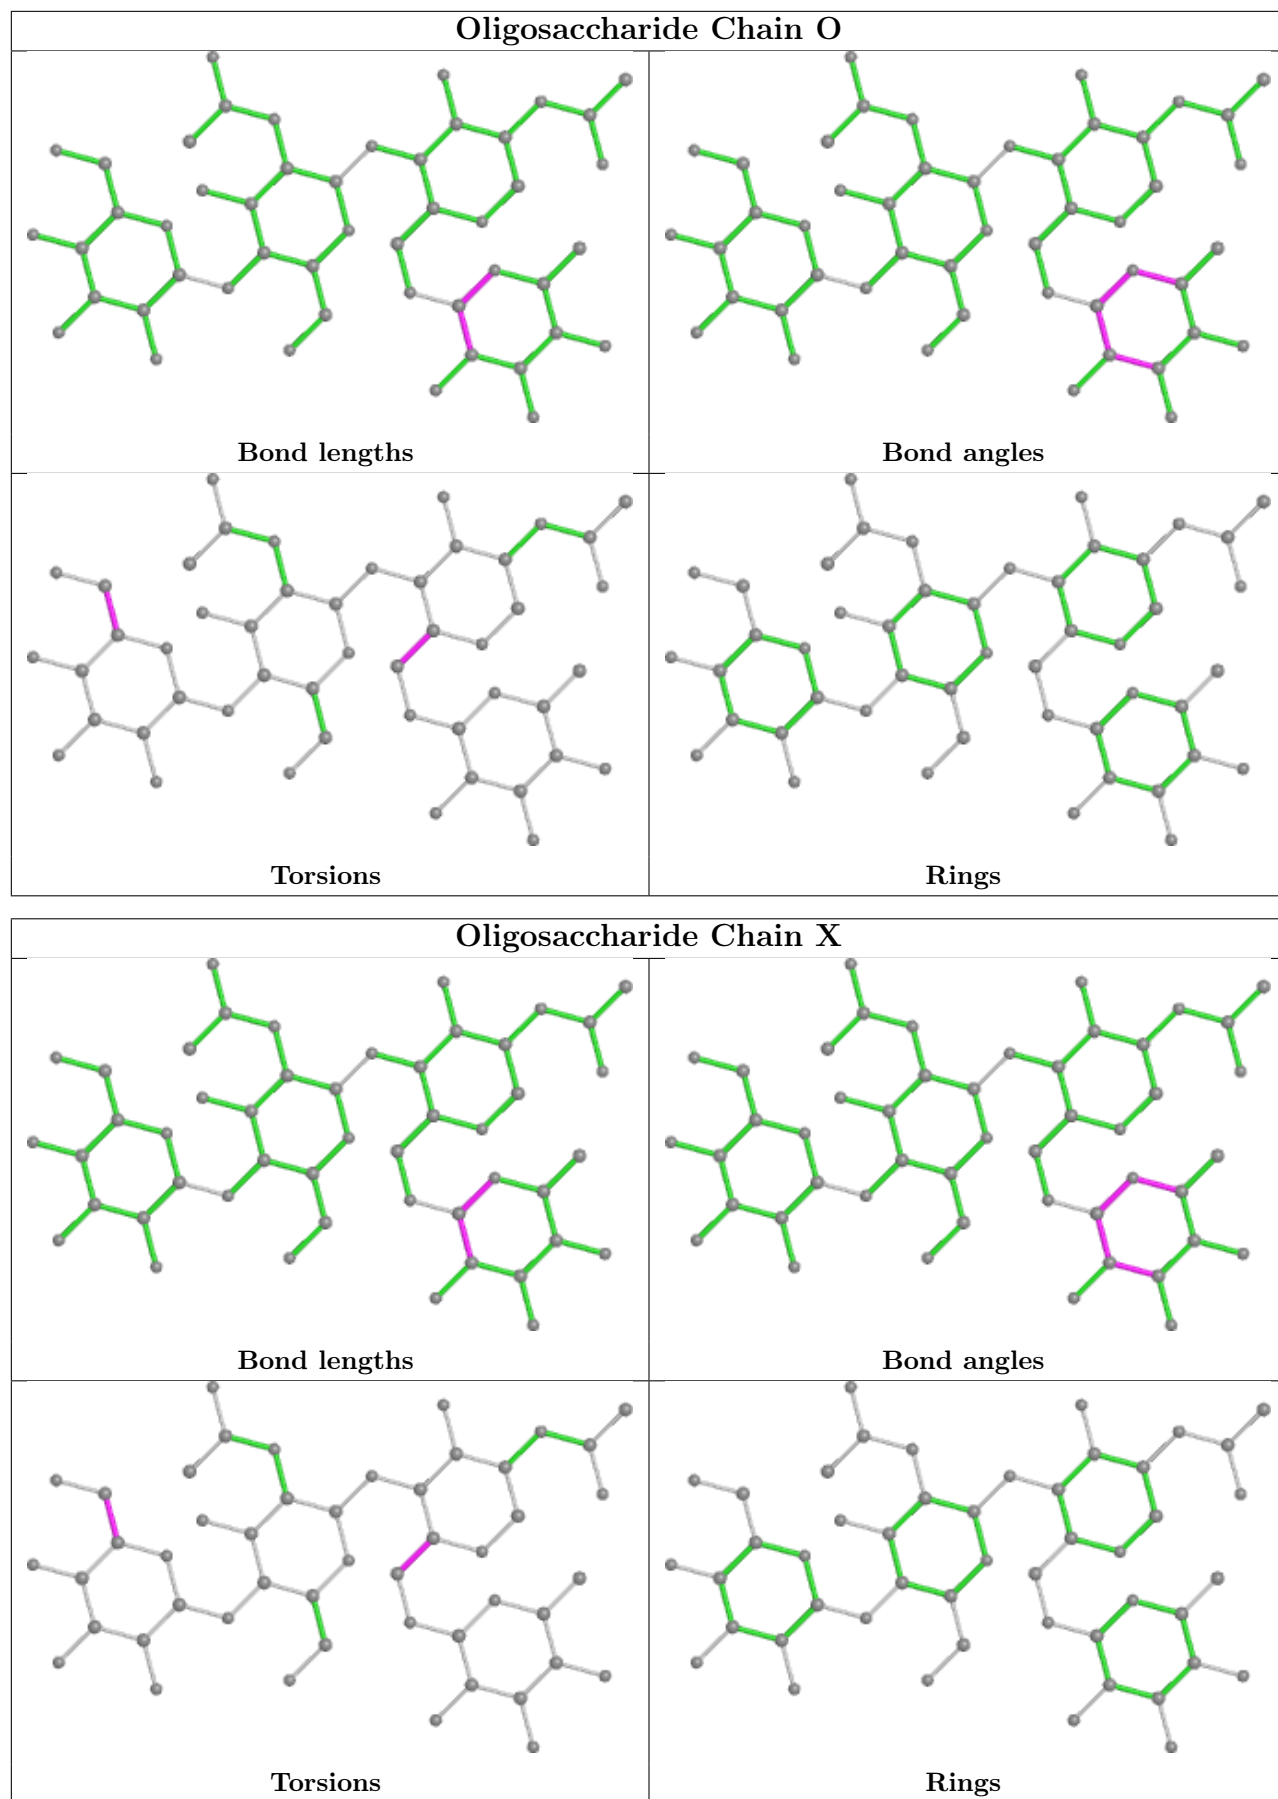 Oligosaccharide Chain O
Bond lengths
Bond angles
Torsions
Rings
Oligosaccharide Chain X
Bond lengths
Bond angles
Torsions
Rings